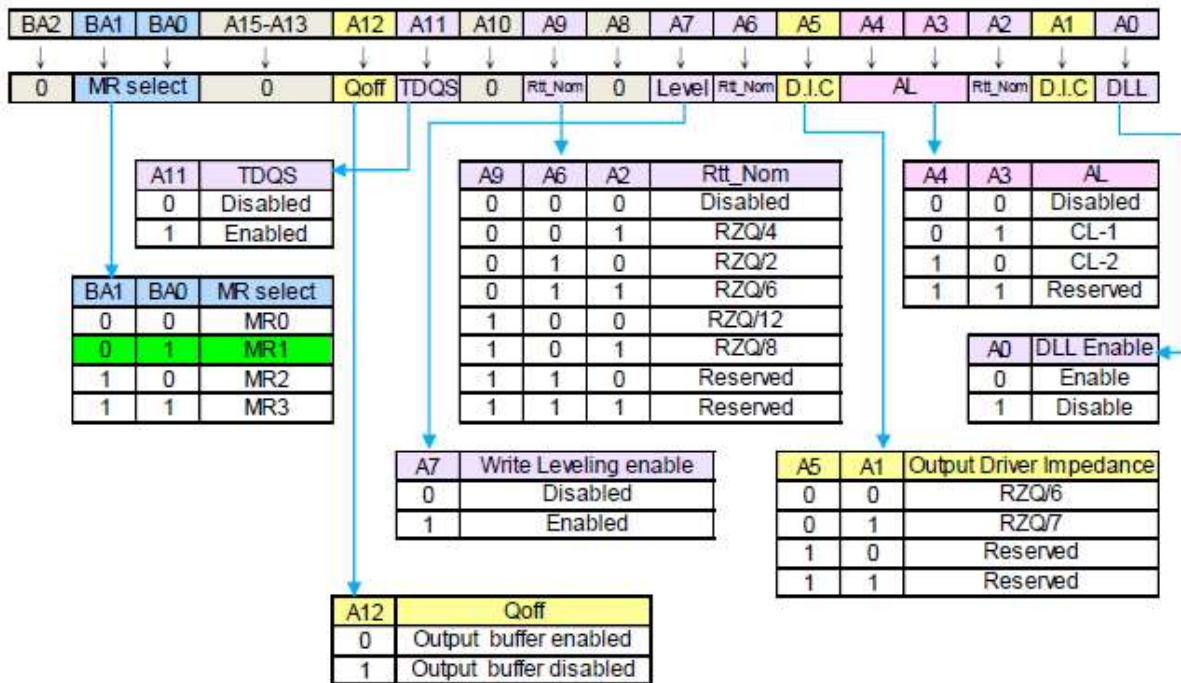 BA2 BA1 BA0 A15-A13 A12 A11 A10 A9 A8 A7 A6 A5 A4 A3 A2 A1 A0
0 MR select 0 Qoff TDQS 0 Rtt_Nom 0 Level Rtt_Nom D.I.C AL Rtt_Nom D.I.C DLL
A11 TDQS
0 Disabled
1 Enabled
BA1 BA0 MR select
0 0 MR0
0 1 MR1
1 0 MR2
1 1 MR3
A9 A6 A2 Rtt_Nom
0 0 0 Disabled
0 0 1 RZQ/4
0 1 0 RZQ/2
0 1 1 RZQ/6
1 0 0 RZQ/12
1 0 1 RZQ/8
1 1 0 Reserved
1 1 1 Reserved
A4 A3 AL
0 0 Disabled
0 1 CL-1
1 0 CL-2
1 1 Reserved
A0 DLL Enable
0 Enable
1 Disable
A7 Write Leveling enable
0 Disabled
1 Enabled
A5 A1 Output Driver Impedance
0 0 RZQ/6
0 1 RZQ/7
1 0 Reserved
1 1 Reserved
A12 Qoff
0 Output buffer enabled
1 Output buffer disabled